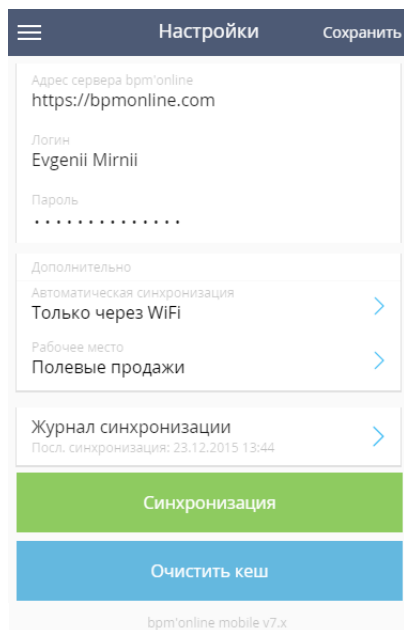 Настройки
Сохранить
Адрес сервера bpm'online
https://bpmonline.com
Логин
Evgenii Mirnii
Пароль
••••••••••••••
Дополнительно
Автоматическая синхронизация
Только через WiFi
Рабочее место
Полевые продажи
Журнал синхронизации
Посл. синхронизация: 23.12.2015 13:44
Синхронизация
Очистить кеш
bpm'online mobile v7.x